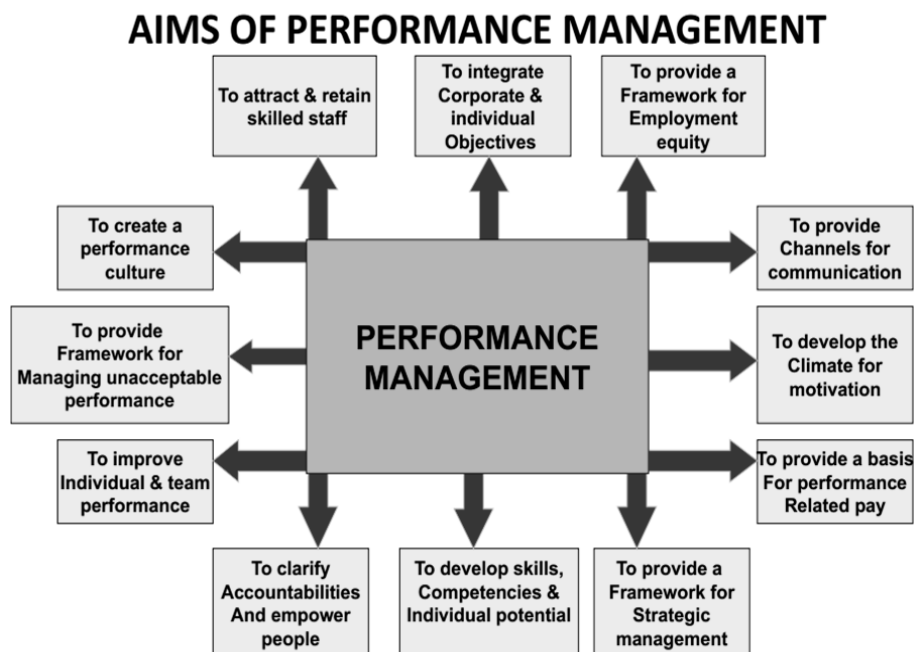 AIMS OF PERFORMANCE MANAGEMENT
To attract & retain
skilled staff
To integrate
Corporate &
individual
Objectives
To provide a
Framework for
Employment
equity
To create a
performance
culture
To provide
Channels for
communication
To provide
Framework for
Managing unacceptable
performance
PERFORMANCE
MANAGEMENT
To develop the
Climate for
motivation
To improve
Individual & team
performance
To provide a basis
For performance
Related pay
To clarify
Accountabilities
And empower
people
To develop skills,
Competencies &
Individual potential
To provide a
Framework for
Strategic
management